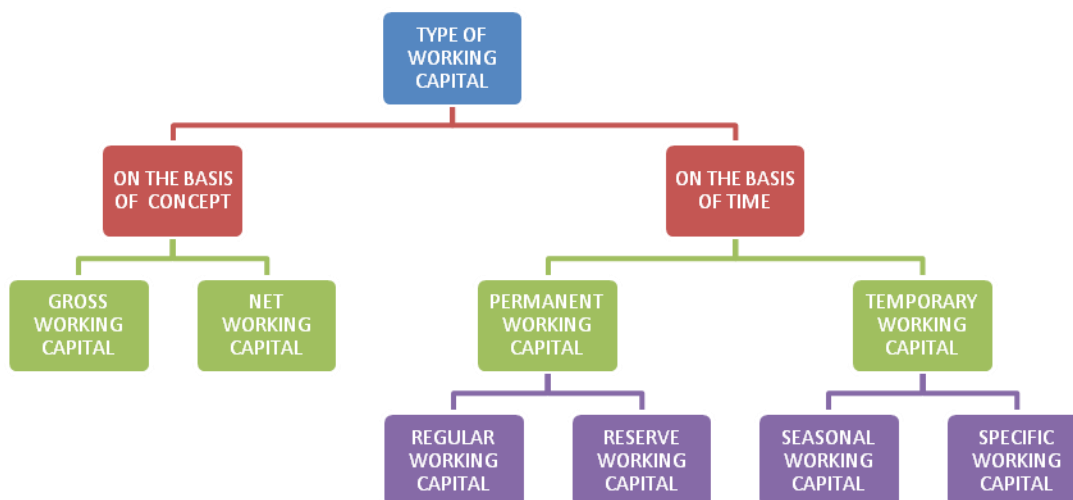 TYPE OF
WORKING
CAPITAL
ON THE BASIS
OF CONCEPT
ON THE BASIS
OF TIME
GROSS
WORKING
CAPITAL
NET
WORKING
CAPITAL
PERMANENT
WORKING
CAPITAL
TEMPORARY
WORKING
CAPITAL
REGULAR
WORKING
CAPITAL
RESERVE
WORKING
CAPITAL
SEASONAL
WORKING
CAPITAL
SPECIFIC
WORKING
CAPITAL